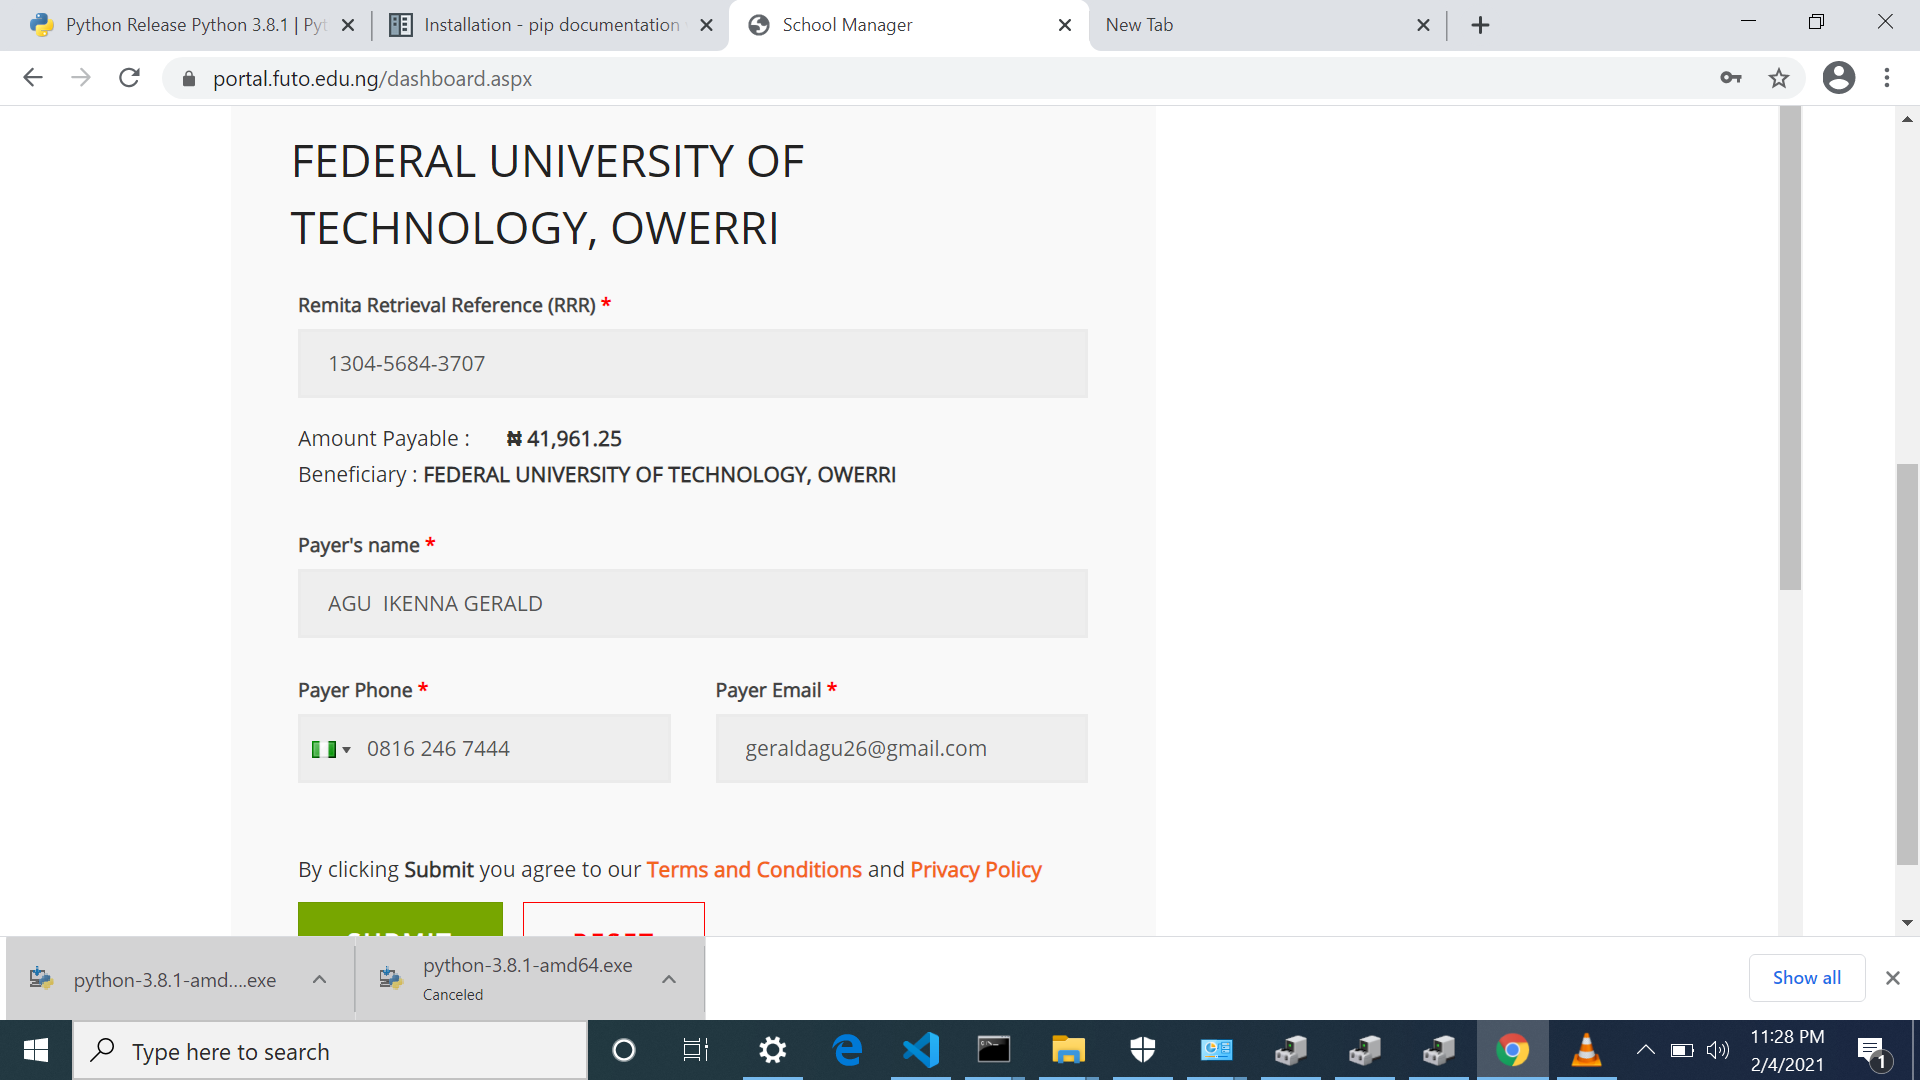 Python Release Python 3.8.1 | Pyt
Installation - pip documentation
School Manager
New Tab
portal.futo.edu.ng/dashboard.aspx
FEDERAL UNIVERSITY OF
TECHNOLOGY, OWERRI
Remita Retrieval Reference (RRR) *
1304-5684-3707
Amount Payable : ₦ 41,961.25
Beneficiary : FEDERAL UNIVERSITY OF TECHNOLOGY, OWERRI
Payer's name *
AGU  IKENNA GERALD
Payer Phone * Payer Email *
0816 246 7444 geraldagu26@gmail.com
By clicking Submit you agree to our Terms and Conditions and Privacy Policy
SUBMIT RESET
python-3.8.1-amd....exe
python-3.8.1-amd64.exe
Canceled
Show all
Type here to search
11:28 PM
2/4/2021
1